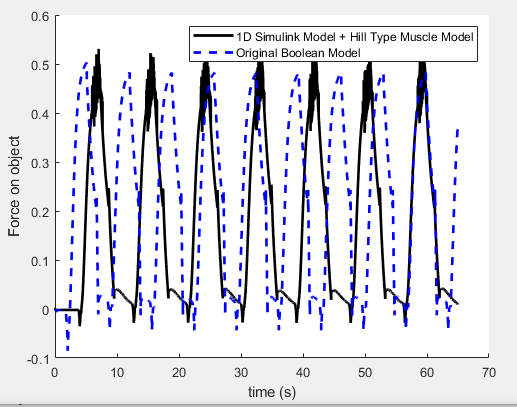 0.6
0.5
0.4
0.3
0.2
0.1
0
-0.1
Force on object
1D Simulink Model + Hill Type Muscle Model
Original Boolean Model
0 10 20 30 40 50 60 70
time (s)